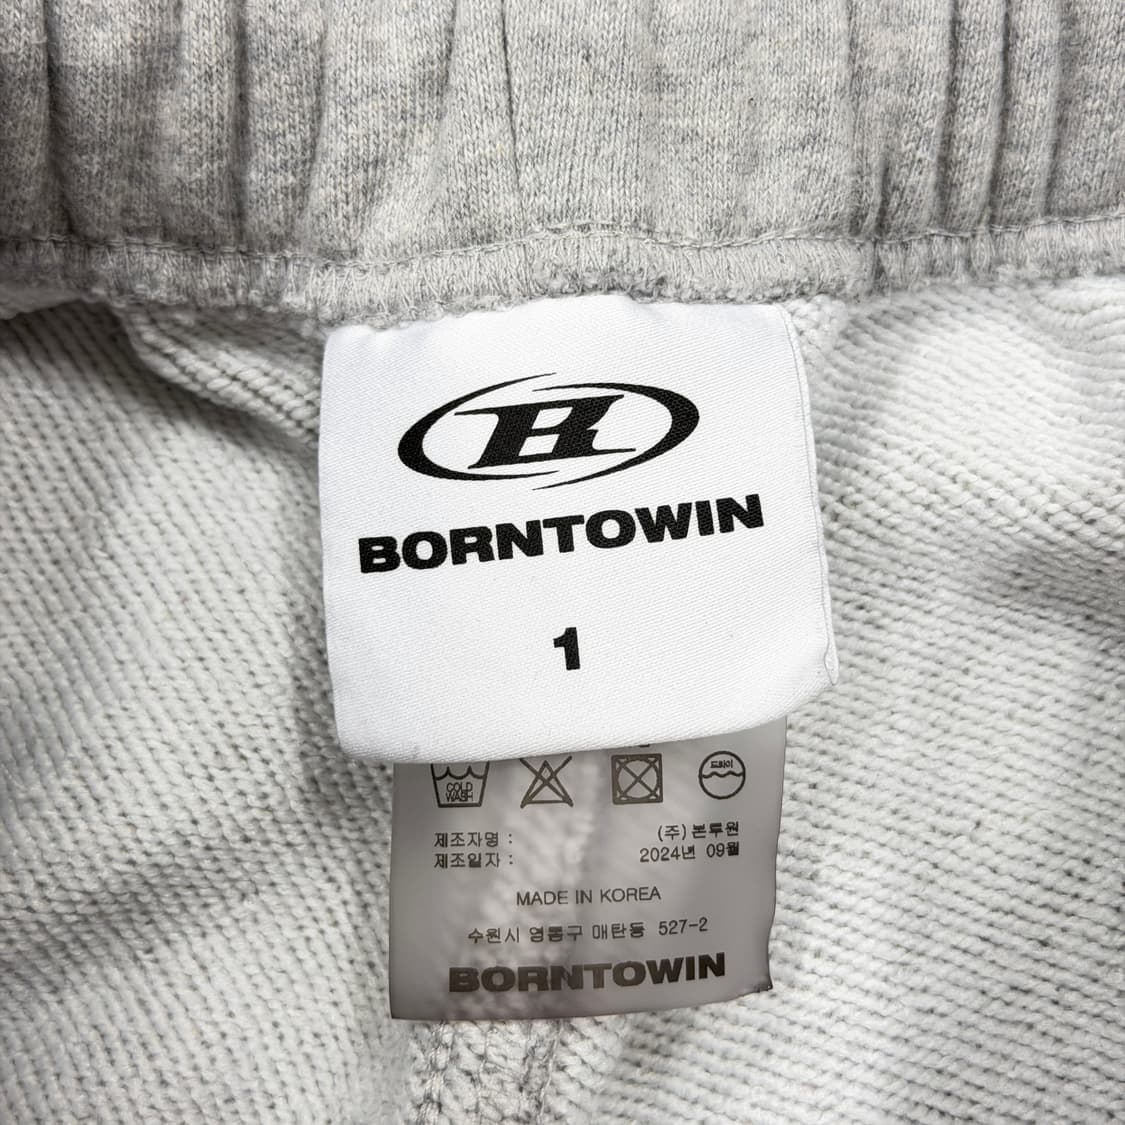 B
BORNTOWIN
1
COLD
WASH
드라이
제조자명 : (주)본투윈
제조일자 : 2024년 09월
MADE IN KOREA
수원시 영통구 매탄동 527-2
BORNTOWIN